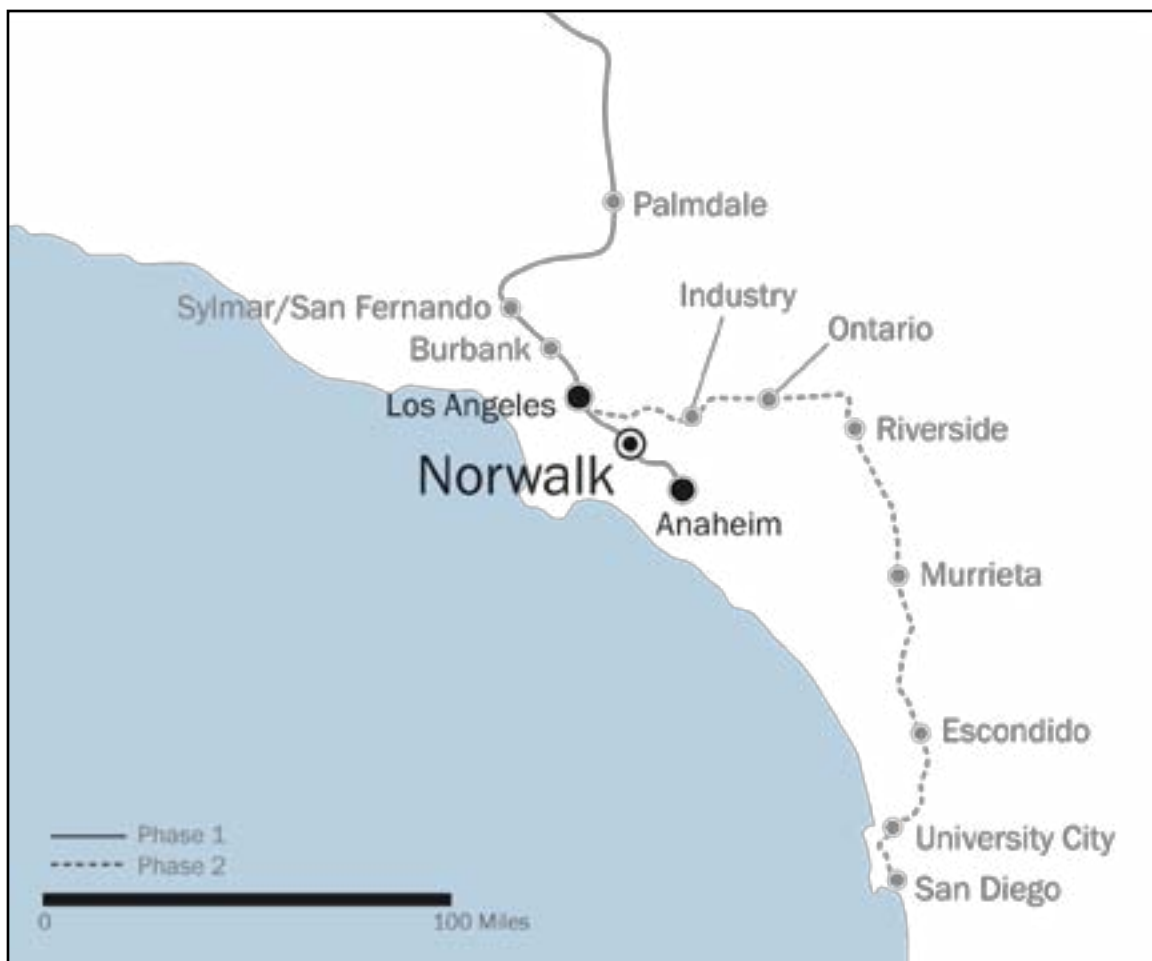 Palmdale
Industry
Sylmar/San Fernando
Ontario
Burbank
Los Angeles
Riverside
Norwalk
Anaheim
Murrieta
Escondido
Phase 1
University City
Phase 2
San Diego
0
100 Miles